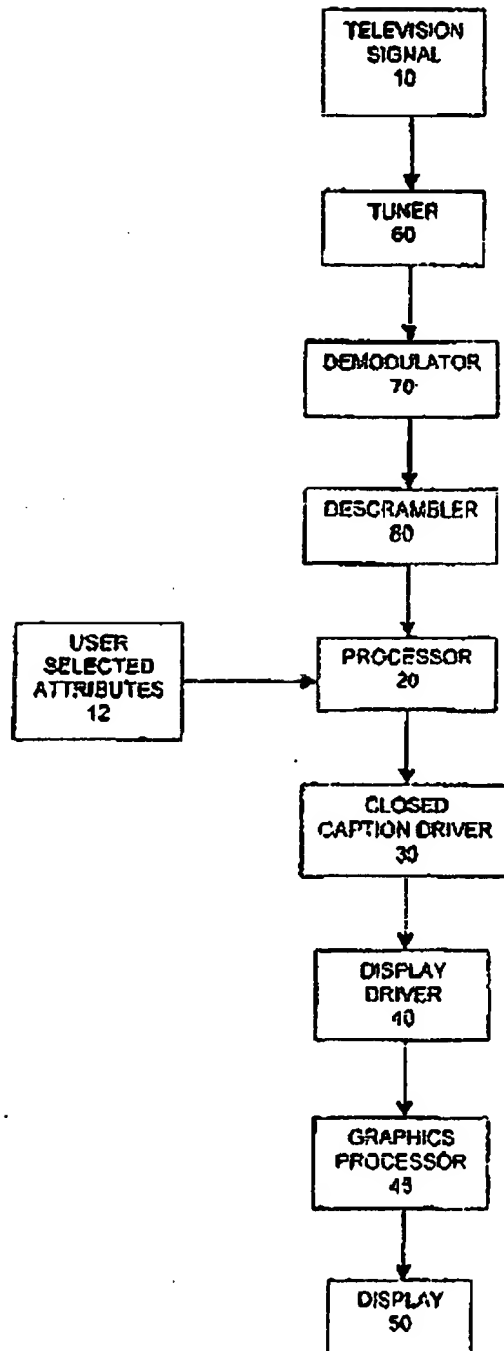 TELEVISION
SIGNAL
10
TUNER
60
DEMODULATOR
70
DESCRAMBLER
80
USER
SELECTED
ATTRIBUTES
12
PROCESSOR
20
CLOSED
CAPTION DRIVER
30
DISPLAY
DRIVER
40
GRAPHICS
PROCESSOR
45
DISPLAY
50